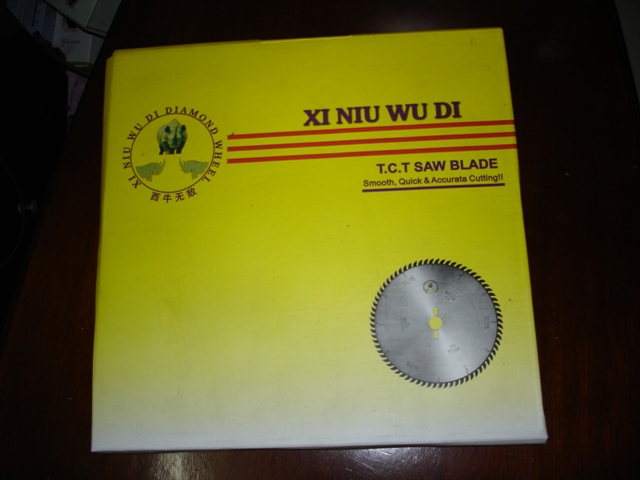 XI NIU WU DI DIAMOND WHEEL
西牛无敌
XI NIU WU DI
T.C.T SAW BLADE
Smooth, Quick & Accurata Cutting!!